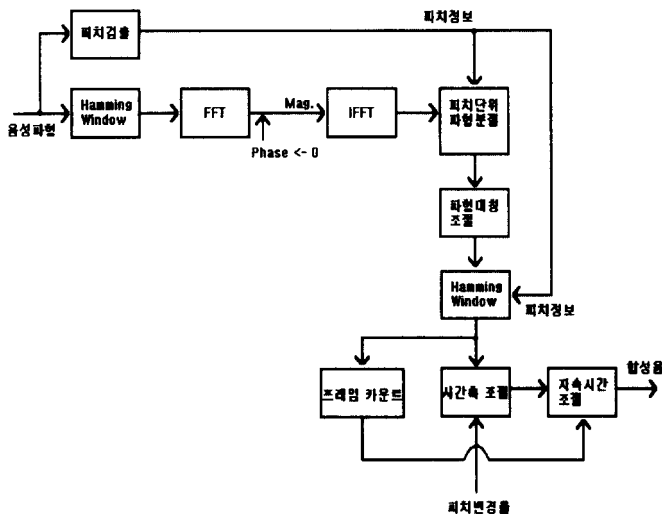 피치정보
피치검출
Hamming
Window
FFT
Mag.
IFFT
피치단위
파형분절
음성파형
Phase <- 0
파형대칭
조절
Hamming
Window
피치정보
프레임 카운트
시간축 조절
지속시간
조절
합성음
피치변경율